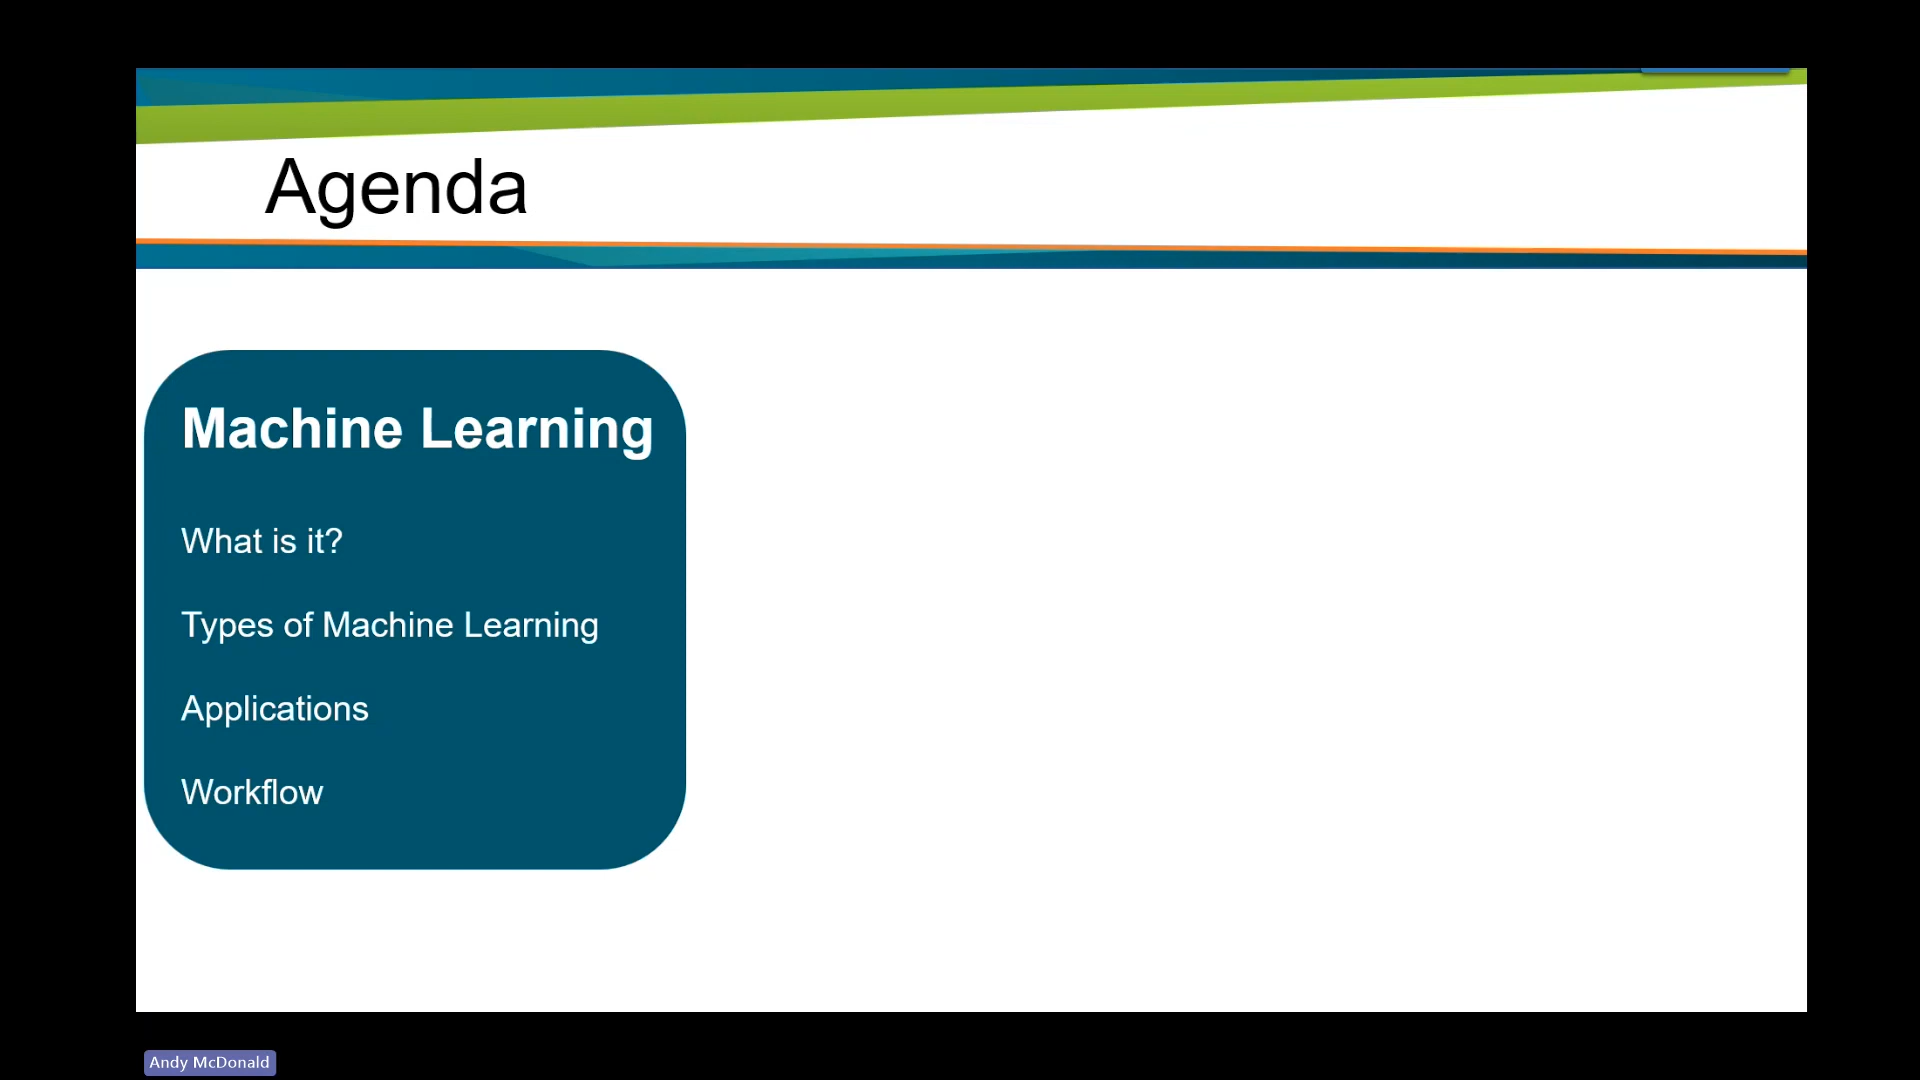 Agenda
Machine Learning
What is it?
Types of Machine Learning
Applications
Workflow
Andy McDonald